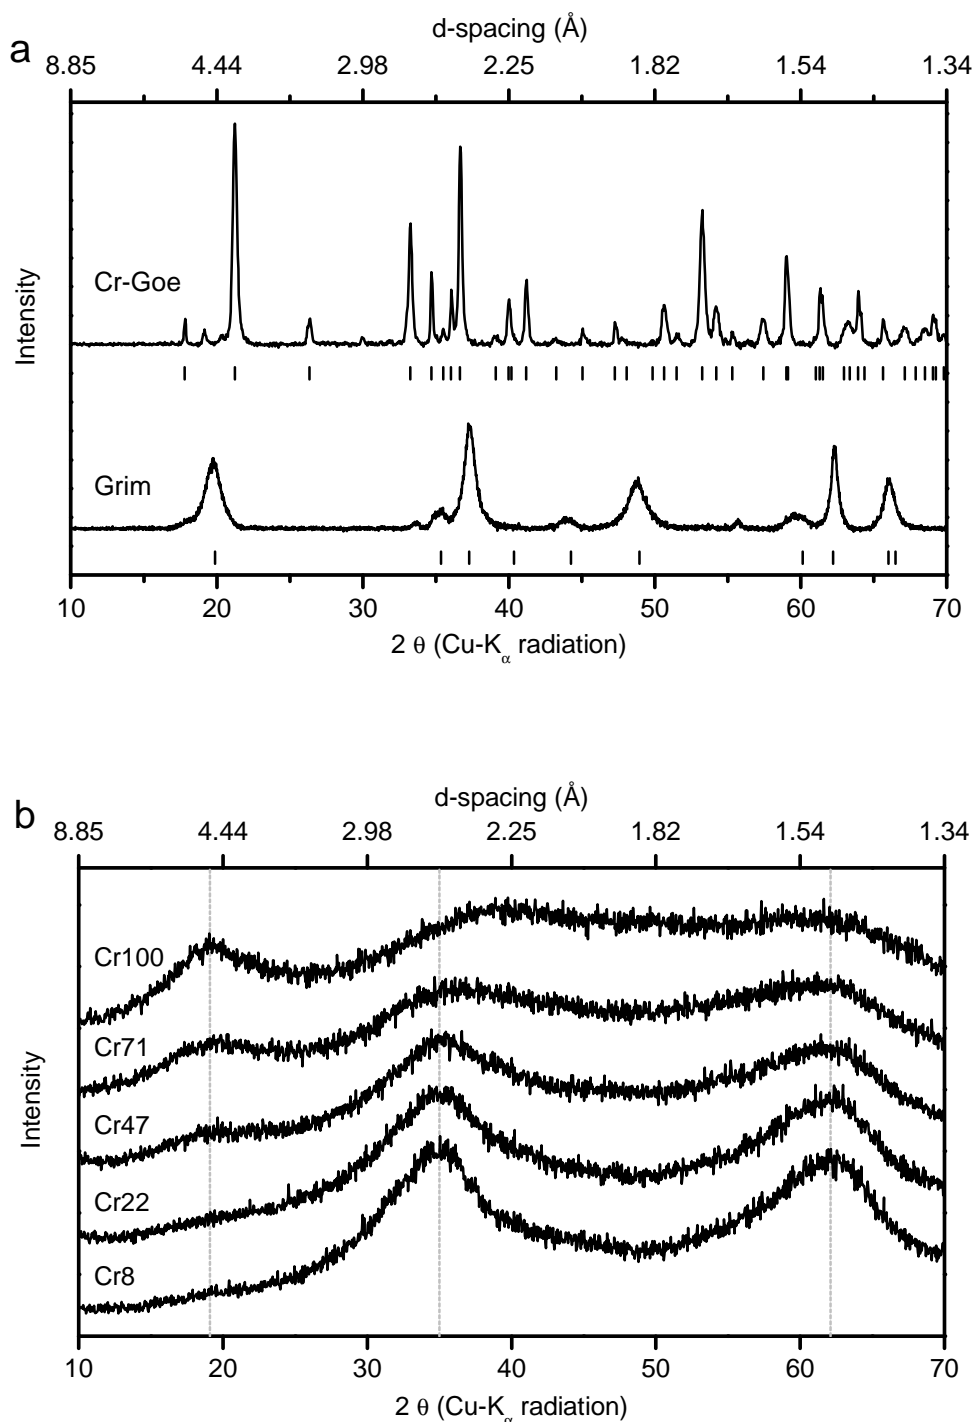 a
d-spacing (Å)
8.85 4.44 2.98 2.25 1.82 1.54 1.34
Intensity
Cr-Goe
Grim
10 20 30 40 50 60 70
2 θ (Cu-Kα radiation)
b
d-spacing (Å)
8.85 4.44 2.98 2.25 1.82 1.54 1.34
Intensity
Cr100
Cr71
Cr47
Cr22
Cr8
10 20 30 40 50 60 70
2 θ (Cu-Kα radiation)